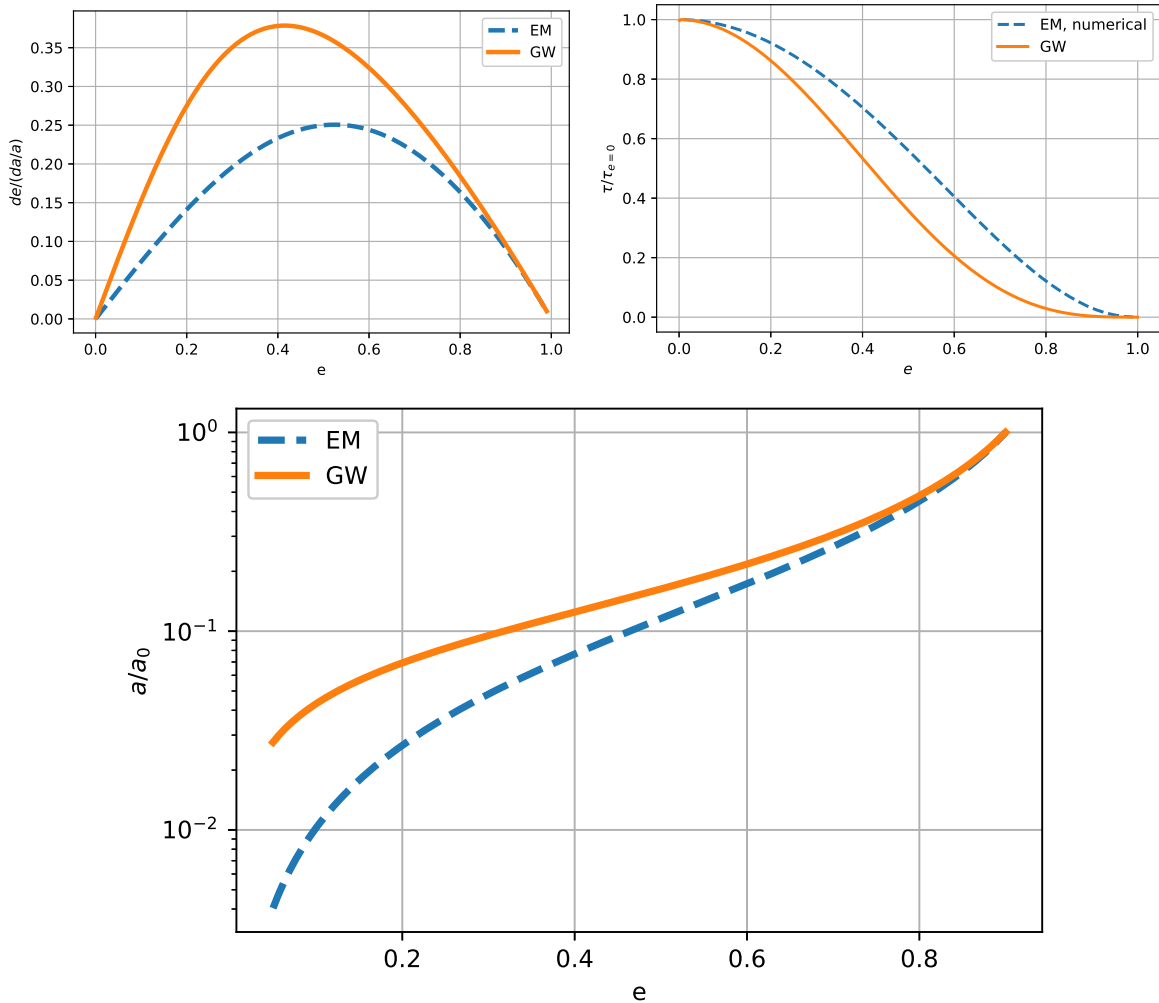 de/(da/a)
0.35
0.30
0.25
0.20
0.15
0.10
0.05
0.00
0.0 0.2 0.4 0.6 0.8 1.0
e
EM
GW
τ/τ_{e=0}
1.0
0.8
0.6
0.4
0.2
0.0
0.0 0.2 0.4 0.6 0.8 1.0
e
EM, numerical
GW
a/a₀
10⁰
10⁻¹
10⁻²
0.2 0.4 0.6 0.8
e
EM
GW